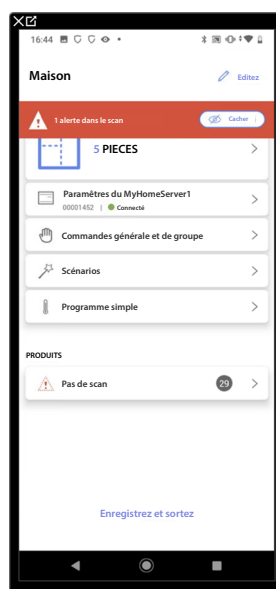 16:44
Maison
Editez
1 alerte dans le scan
Cacher
5 PIECES
Paramètres du MyHomeServer1
00001452 | Connecté
Commandes générale et de groupe
Scénarios
Programme simple
PRODUITS
Pas de scan
29
Enregistrez et sortez